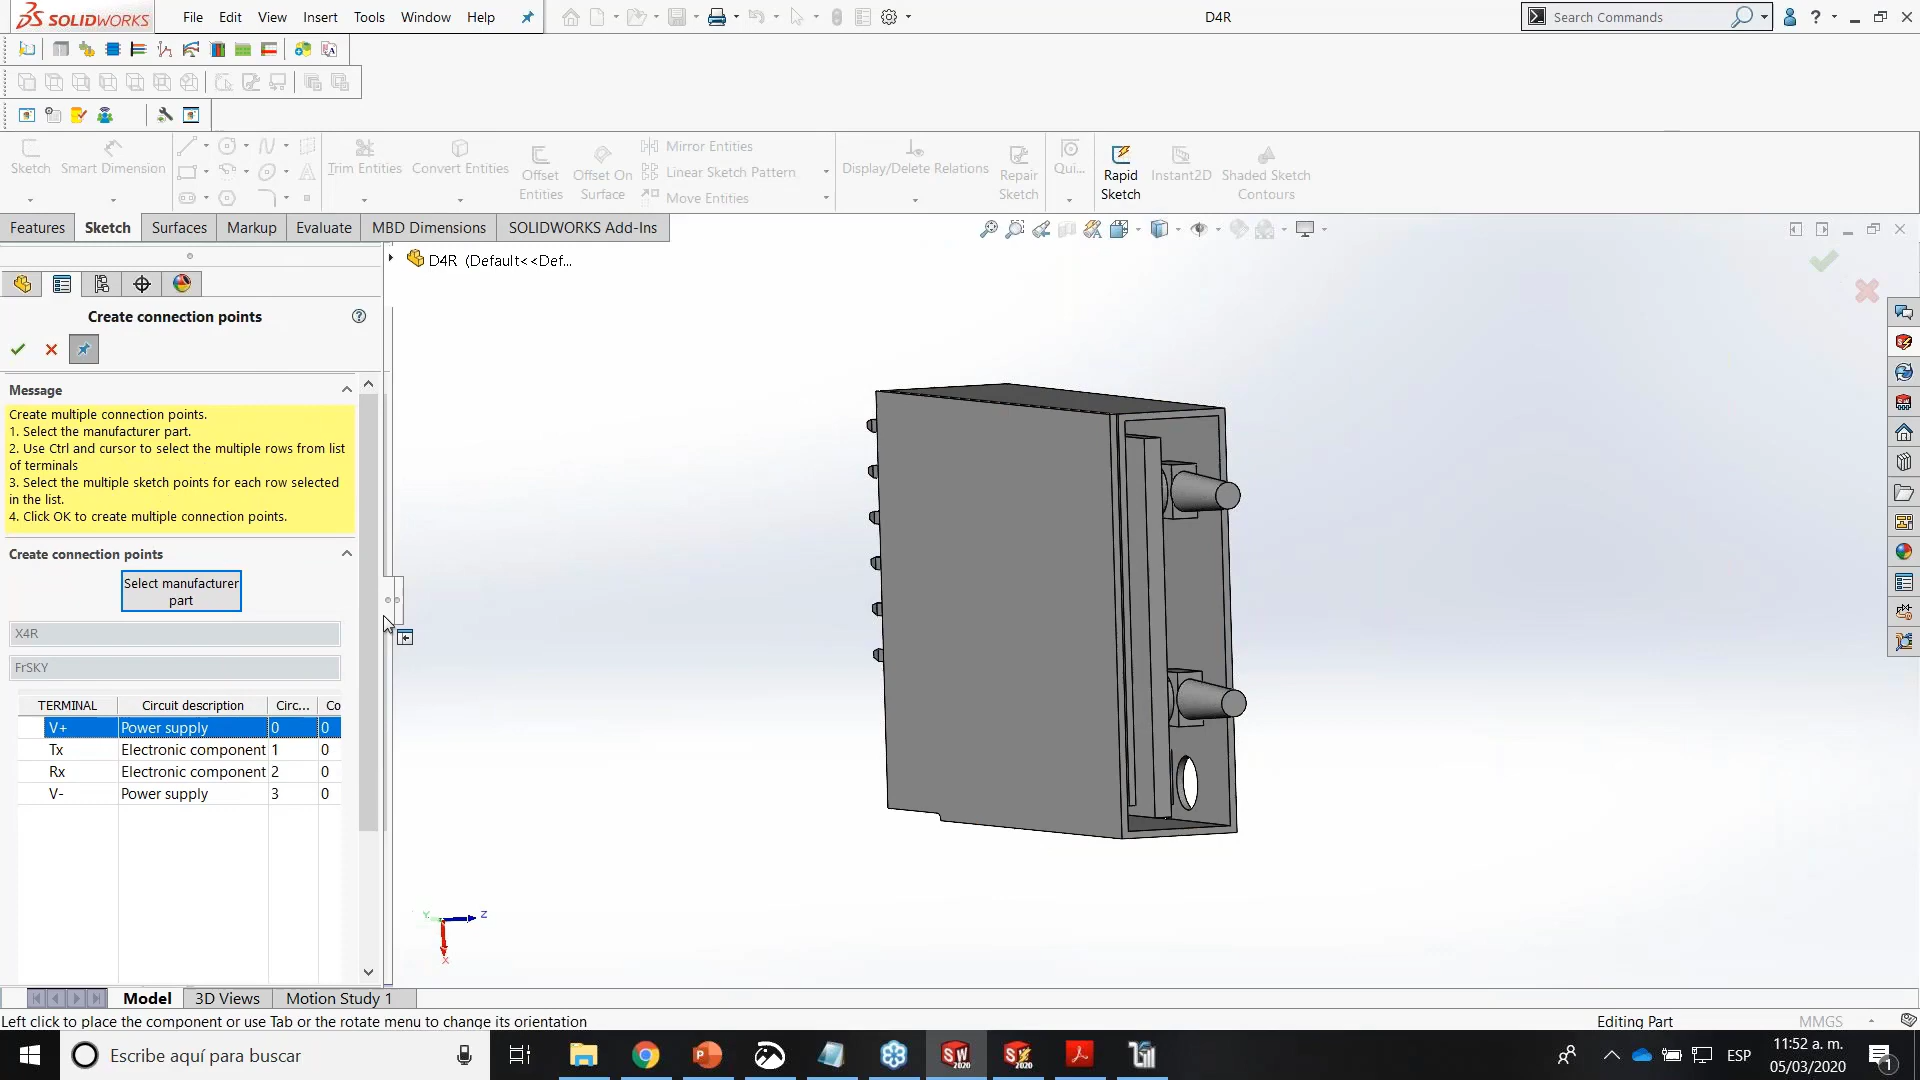 SOLIDWORKS File Edit View Insert Tools Window Help D4R Search Commands
Sketch Smart Dimension Trim Entities Convert Entities Offset Entities Offset On Surface Mirror Entities Linear Sketch Pattern Move Entities Display/Delete Relations Repair Sketch Qui... Rapid Sketch Instant2D Shaded Sketch Contours
Features Sketch Surfaces Markup Evaluate MBD Dimensions SOLIDWORKS Add-Ins
D4R (Default<<Def...
Create connection points
Message
Create multiple connection points.
1. Select the manufacturer part.
2. Use Ctrl and cursor to select the multiple rows from list
of terminals
3. Select the multiple sketch points for each row selected
in the list.
4. Click OK to create multiple connection points.
Create connection points
Select manufacturer
part
X4R
FrSKY
TERMINAL Circuit description Circ... Co
V+ Power supply 0 0
Tx Electronic component 1 0
Rx Electronic component 2 0
V- Power supply 3 0
Y Z
X
Model 3D Views Motion Study 1
Left click to place the component or use Tab or the rotate menu to change its orientation Editing Part MMGS
Escribe aquí para buscar ESP 11:52 a. m.
05/03/2020 1